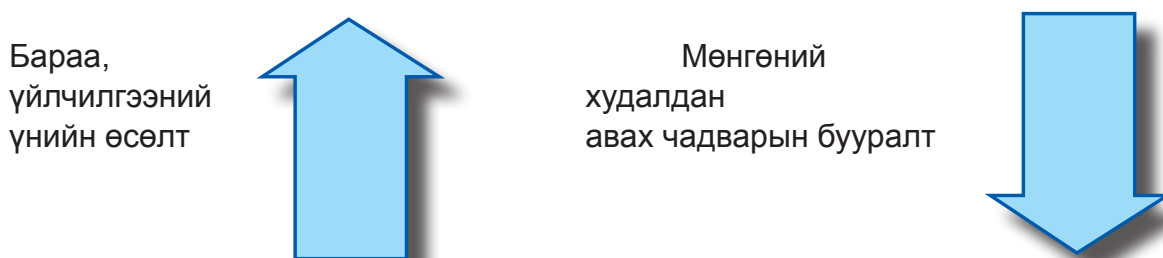 Бараа,
үйлчилгээний
үнийн өсөлт
Мөнгөний
худалдан
авах чадварын бууралт